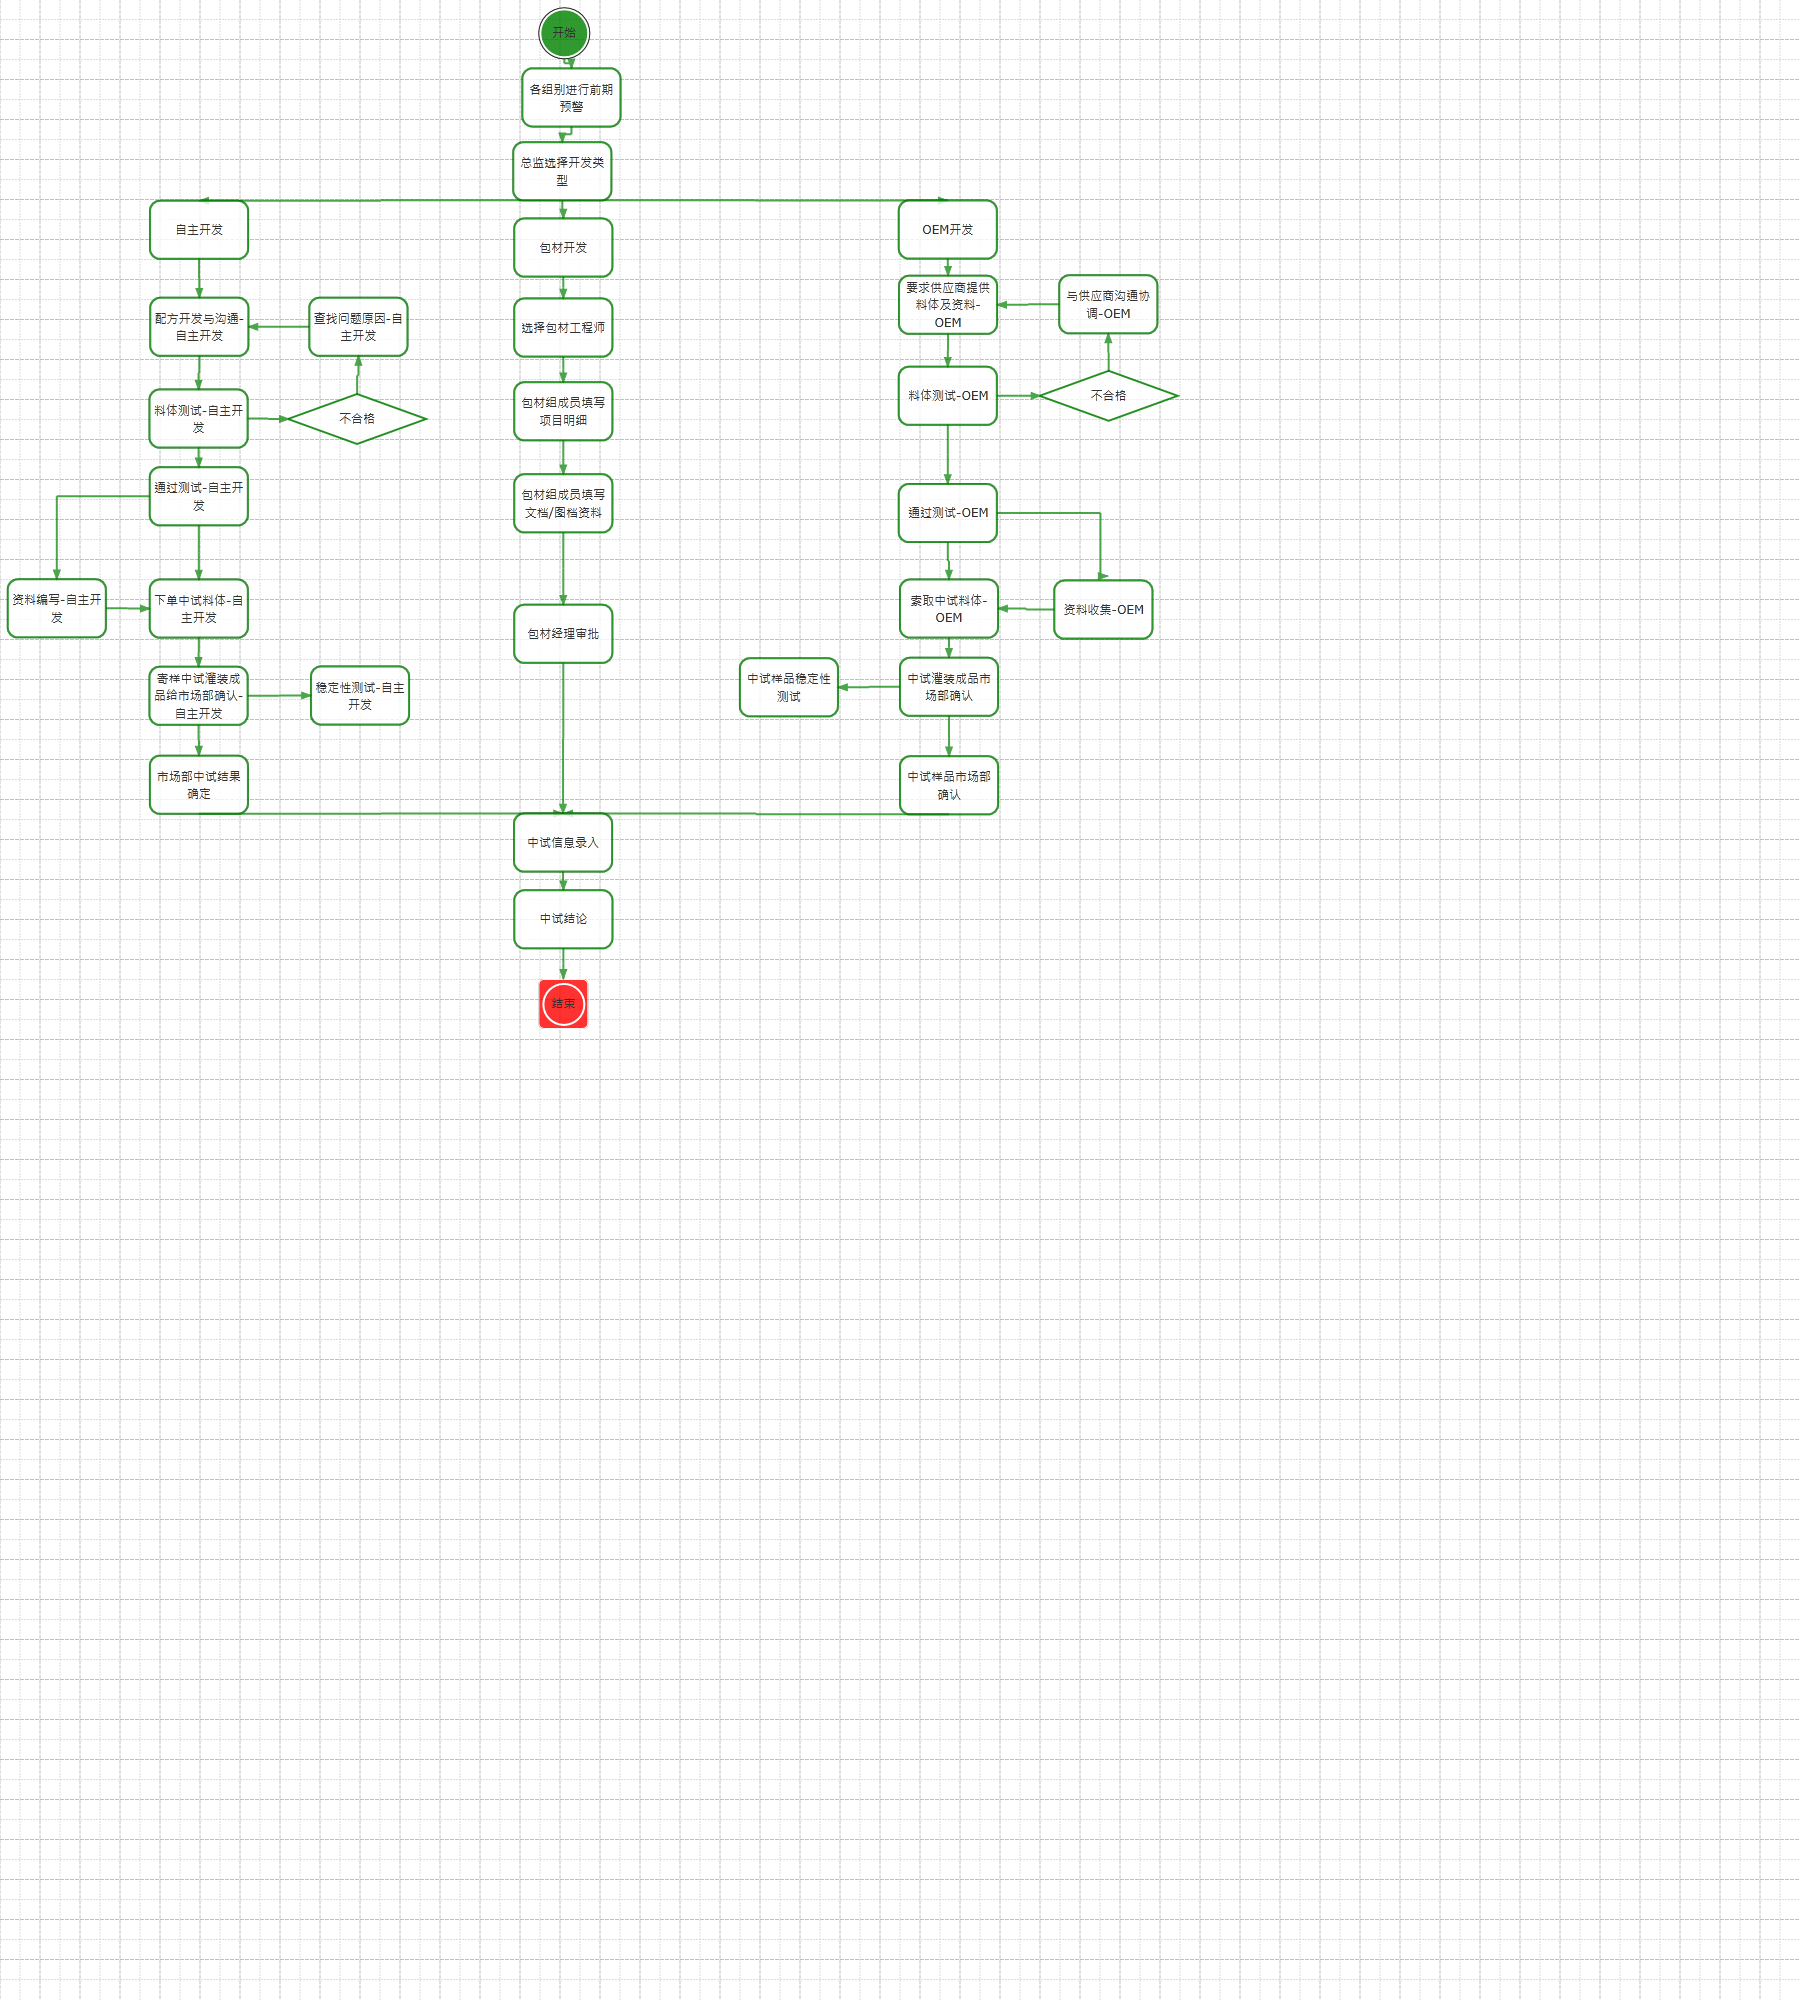 开始
各组别进行前期
预警
总监选择开发类
型
自主开发
包材开发
OEM开发
配方开发与沟通-
自主开发
查找问题原因-自
主开发
选择包材工程师
要求供应商提供
料体及资料-
OEM
与供应商沟通协
调-OEM
料体测试-自主开
发
不合格
包材组成员填写
项目明细
料体测试-OEM
不合格
通过测试-自主开
发
包材组成员填写
文档/图档资料
通过测试-OEM
资料编写-自主开
发
下单中试料体-自
主开发
包材经理审批
索取中试料体-
OEM
资料收集-OEM
寄样中试灌装成
品给市场部确认-
自主开发
稳定性测试-自主
开发
中试样品稳定性
测试
中试灌装成品市
场部确认
市场部中试结果
确定
中试样品市场部
确认
中试信息录入
中试结论
结束